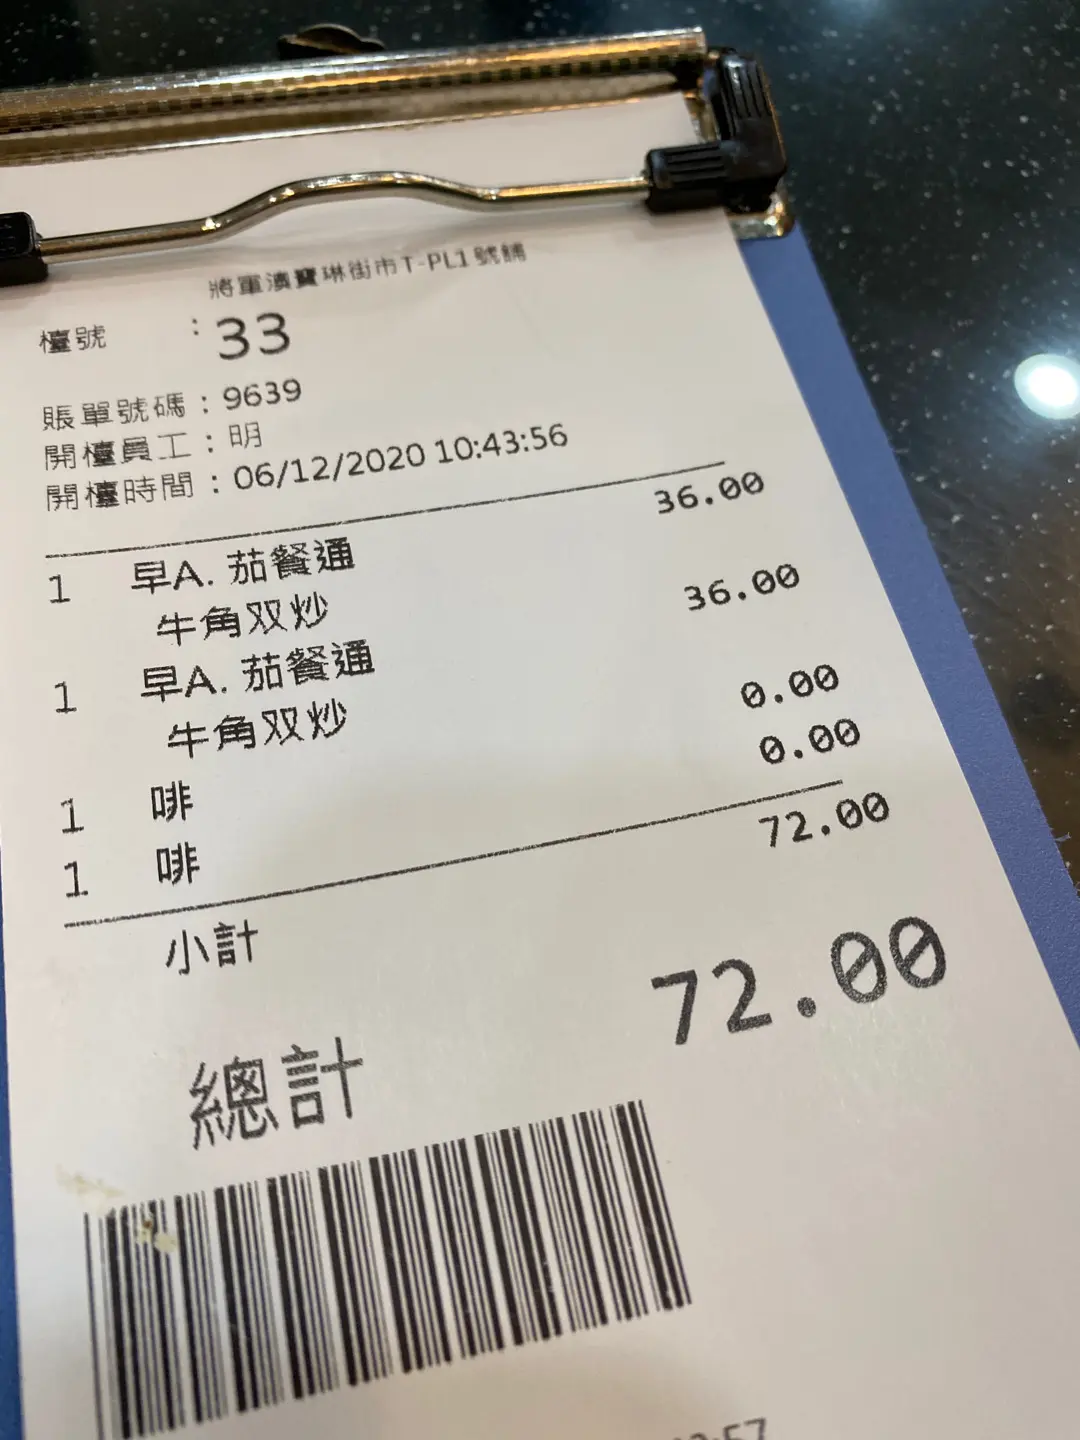 將軍澳寶琳街市T-PL1號舖
檯號 : 33
賬單號碼 : 9639
開檯員工 : 明
開檯時間 : 06/12/2020 10:43:56
1 早A. 茄餐通 36.00
牛角双炒
1 早A. 茄餐通 36.00
牛角双炒
1 啡 0.00
1 啡 0.00
小計 72.00
總計 72.00